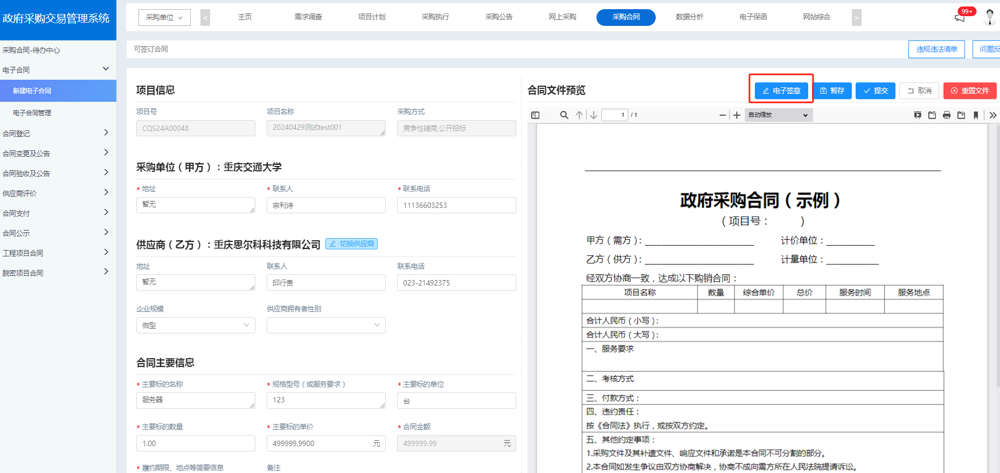 政府采购交易管理系统
采购单位
<
主页
需求调查
项目计划
采购执行
采购公告
网上采购
采购合同
数据分析
电子保函
网站综合
>
99+
采购合同-待办中心
电子合同
新建电子合同
电子合同管理
合同登记
合同变更及公告
合同验收及公告
供应商评价
合同支付
合同公示
工程项目合同
脱密项目合同
可签订合同
违规违法清单
问题反
项目信息
项目号
项目名称
采购方式
CQS24A00048
20240429测试test001
竞争性磋商,公开招标
采购单位（甲方）：重庆交通大学
* 地址
* 联系人
* 联系电话
暂无
宗利诗
11136603253
供应商（乙方）：重庆思尔科科技有限公司
切换供应商
地址
联系人
联系电话
暂无
邱行贵
023-21492375
企业规模
供应商拥有者性别
微型
合同主要信息
* 主要标的名称
* 规格型号（或服务要求）
* 主要标的单位
服务器
123
台
* 主要标的数量
* 主要标的单价
* 合同金额
1.00
499999.9900 元
499999.99 元
* 履约期限、地点等简要信息
备注
合同文件预览
电子签章
暂存
提交
取消
重置文件
1 / 1
自动缩放
政府采购合同（示例）
（项目号： ）
甲方（需方）：
计价单位：
乙方（供方）：
计量单位：
经双方协商一致，达成以下购销合同：
项目名称 数量 综合单价 总价 服务时间 服务地点
合计人民币（小写）：
合计人民币（大写）：
一、服务要求
二、考核方式
三、付款方式：
四、违约责任：
按《合同法》执行，或按双方约定。
五、其他约定事项：
1.采购文件及其补遗文件、响应文件和承诺是本合同不可分割的部分。
2.本合同如发生争议由双方协商解决，协商不成向需方所在人民法院提请诉讼。